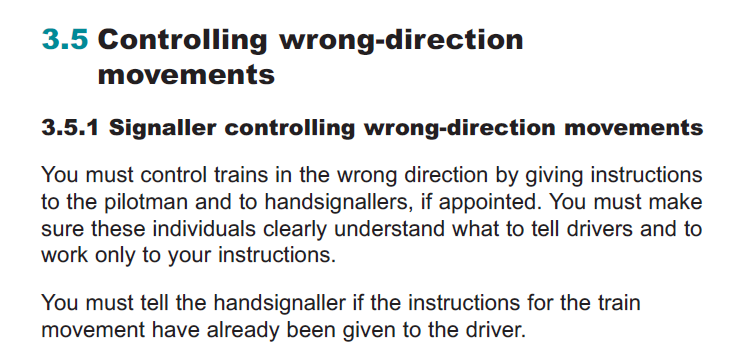 3.5 Controlling wrong-direction
movements
3.5.1 Signaller controlling wrong-direction movements
You must control trains in the wrong direction by giving instructions
to the pilotman and to handsignallers, if appointed. You must make
sure these individuals clearly understand what to tell drivers and to
work only to your instructions.
You must tell the handsignaller if the instructions for the train
movement have already been given to the driver.